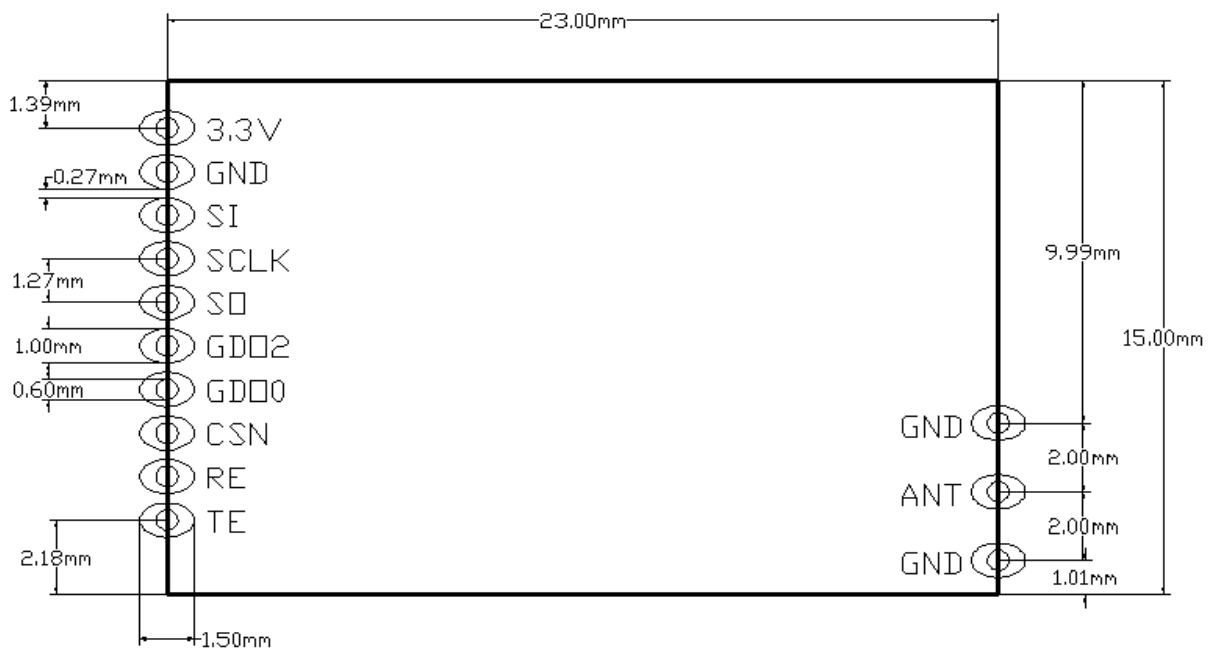 23.00mm
1.39mm
3.3V
GND
0.27mm
SI
SCLK
9.99mm
1.27mm
SO
15.00mm
1.00mm
GDO2
0.60mm
GDO0
GND
CSN
2.00mm
RE
ANT
TE
2.00mm
2.18mm
GND
1.01mm
1.50mm